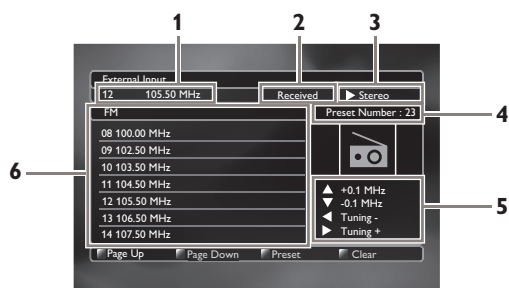 1 2 3
External Input
12 105.50 MHz Received Stereo
FM Preset Number : 23 4
08 100.00 MHz
09 102.50 MHz
10 103.50 MHz
6 11 104.50 MHz
12 105.50 MHz
13 106.50 MHz
14 107.50 MHz
+0.1 MHz
-0.1 MHz 5
Tuning -
Tuning +
Page Up Page Down Preset Clear